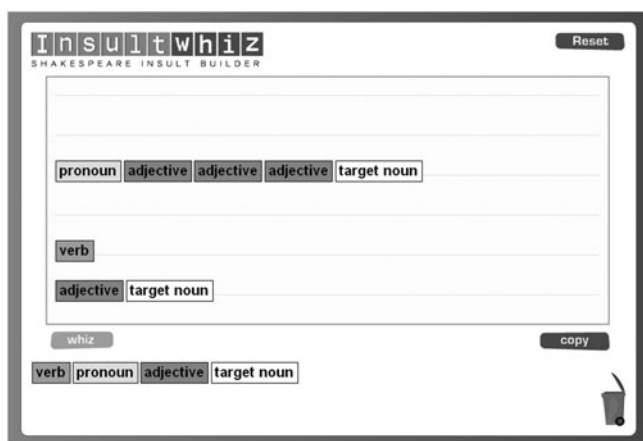 Insultwhiz
SHAKESPEARE INSULT BUILDER
Reset
pronoun adjective adjective adjective target noun
verb
adjective target noun
whiz
copy
verb pronoun adjective target noun